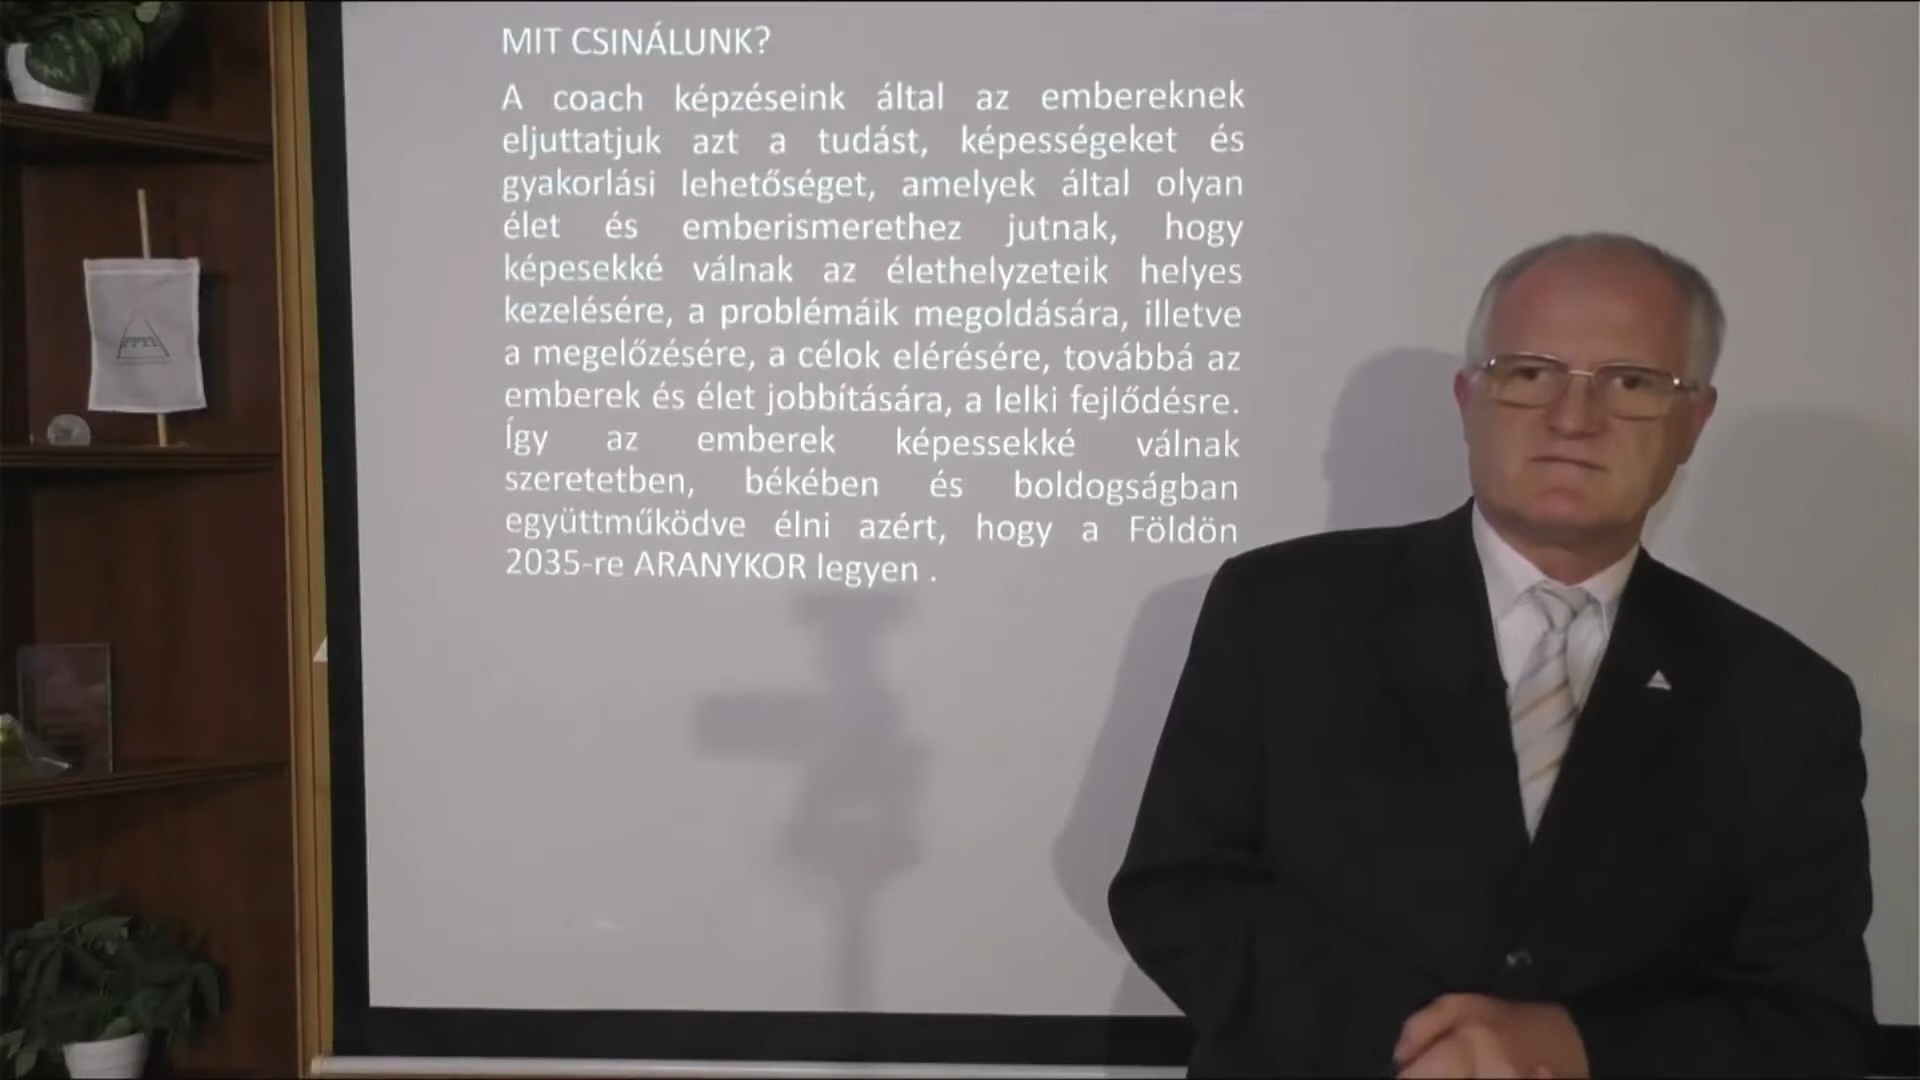 MIT CSINÁLUNK?
A coach képzéseink által az embereknek
eljuttatjuk azt a tudást, képességeket és
gyakorlási lehetőséget, amelyek által olyan
élet és emberismerethez jutnak, hogy
képesekké válnak az élethelyzeteik helyes
kezelésére, a problémáik megoldására, illetve
a megelőzésére, a célok elérésére, továbbá az
emberek és élet jobbítására, a lelki fejlődésre.
Így az emberek képessekké válnak
szeretetben, békében és boldogságban
együttműködve élni azért, hogy a Földön
2035-re ARANYKOR legyen .